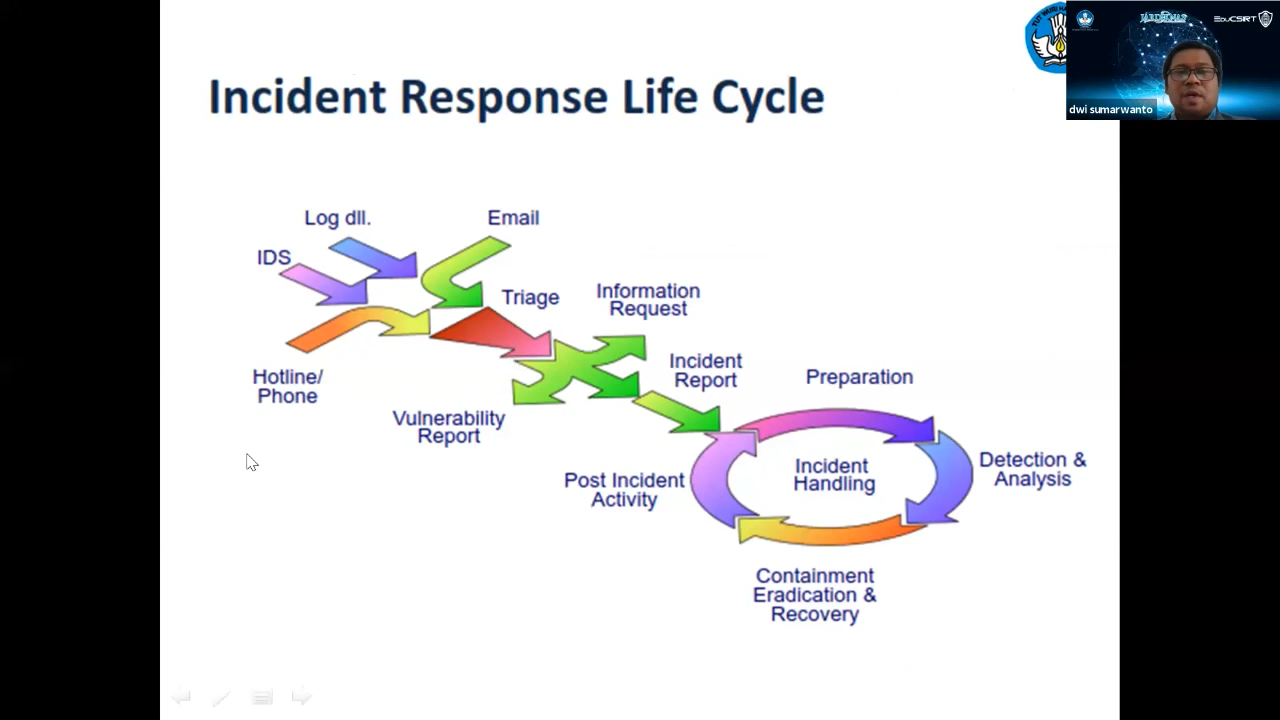 Incident Response Life Cycle
EDUCSIRT
dwi sumarwanto
Log dll.
Email
IDS
Triage
Information
Request
Hotline/
Phone
Vulnerability
Report
Incident
Report
Preparation
Detection &
Analysis
Incident
Handling
Post Incident
Activity
Containment
Eradication &
Recovery